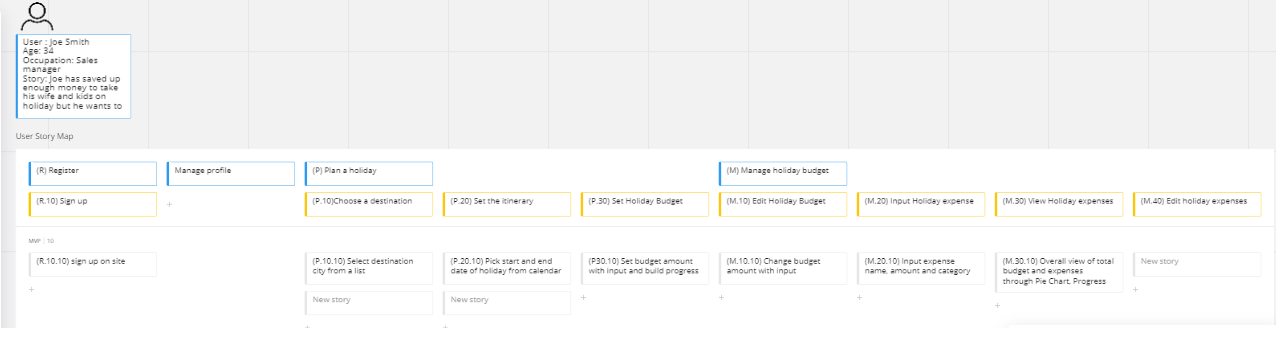 User : Joe Smith
Age: 34
Occupation: Sales
manager
Story: Joe has saved up
enough money to take
his wife and kids on
holiday but he wants to
User Story Map
(R) Register
Manage profile
(P) Plan a holiday
(M) Manage holiday budget
(R.10) Sign up
+
(P.10)Choose a destination
(P.20) Set the itinerary
(P.30) Set Holiday Budget
(M.10) Edit Holiday Budget
(M.20) Input Holiday expense
(M.30) View Holiday expenses
(M.40) Edit holiday expenses
MVP | 10
(R.10.10) sign up on site
+
(P.10.10) Select destination
city from a list
New story
+
(P.20.10) Pick start and end
date of holiday from calendar
New story
+
(P30.10) Set budget amount
with input and build progress
+
(M.10.10) Change budget
amount with input
+
(M.20.10) Input expense
name, amount and category
+
(M.30.10) Overall view of total
budget and expenses
through Pie Chart, Progress
+
New story
+